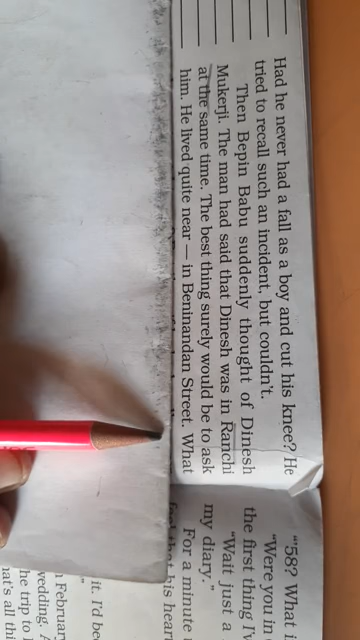 Had he never had a fall as a boy and cut his knee? He
tried to recall such an incident, but couldn't.
Then Bepin Babu suddenly thought of Dinesh
Mukerji. The man had said that Dinesh was in Ranchi
at the same time. The best thing surely would be to ask
him. He lived quite near — in Beninandan Street. What
"'58? What
"Were you in
the first thing I'v
"Wait just a
my diary."
For a minute
that his hear
it. I'd be
"
February
wedding. A
he trip to
at's all th